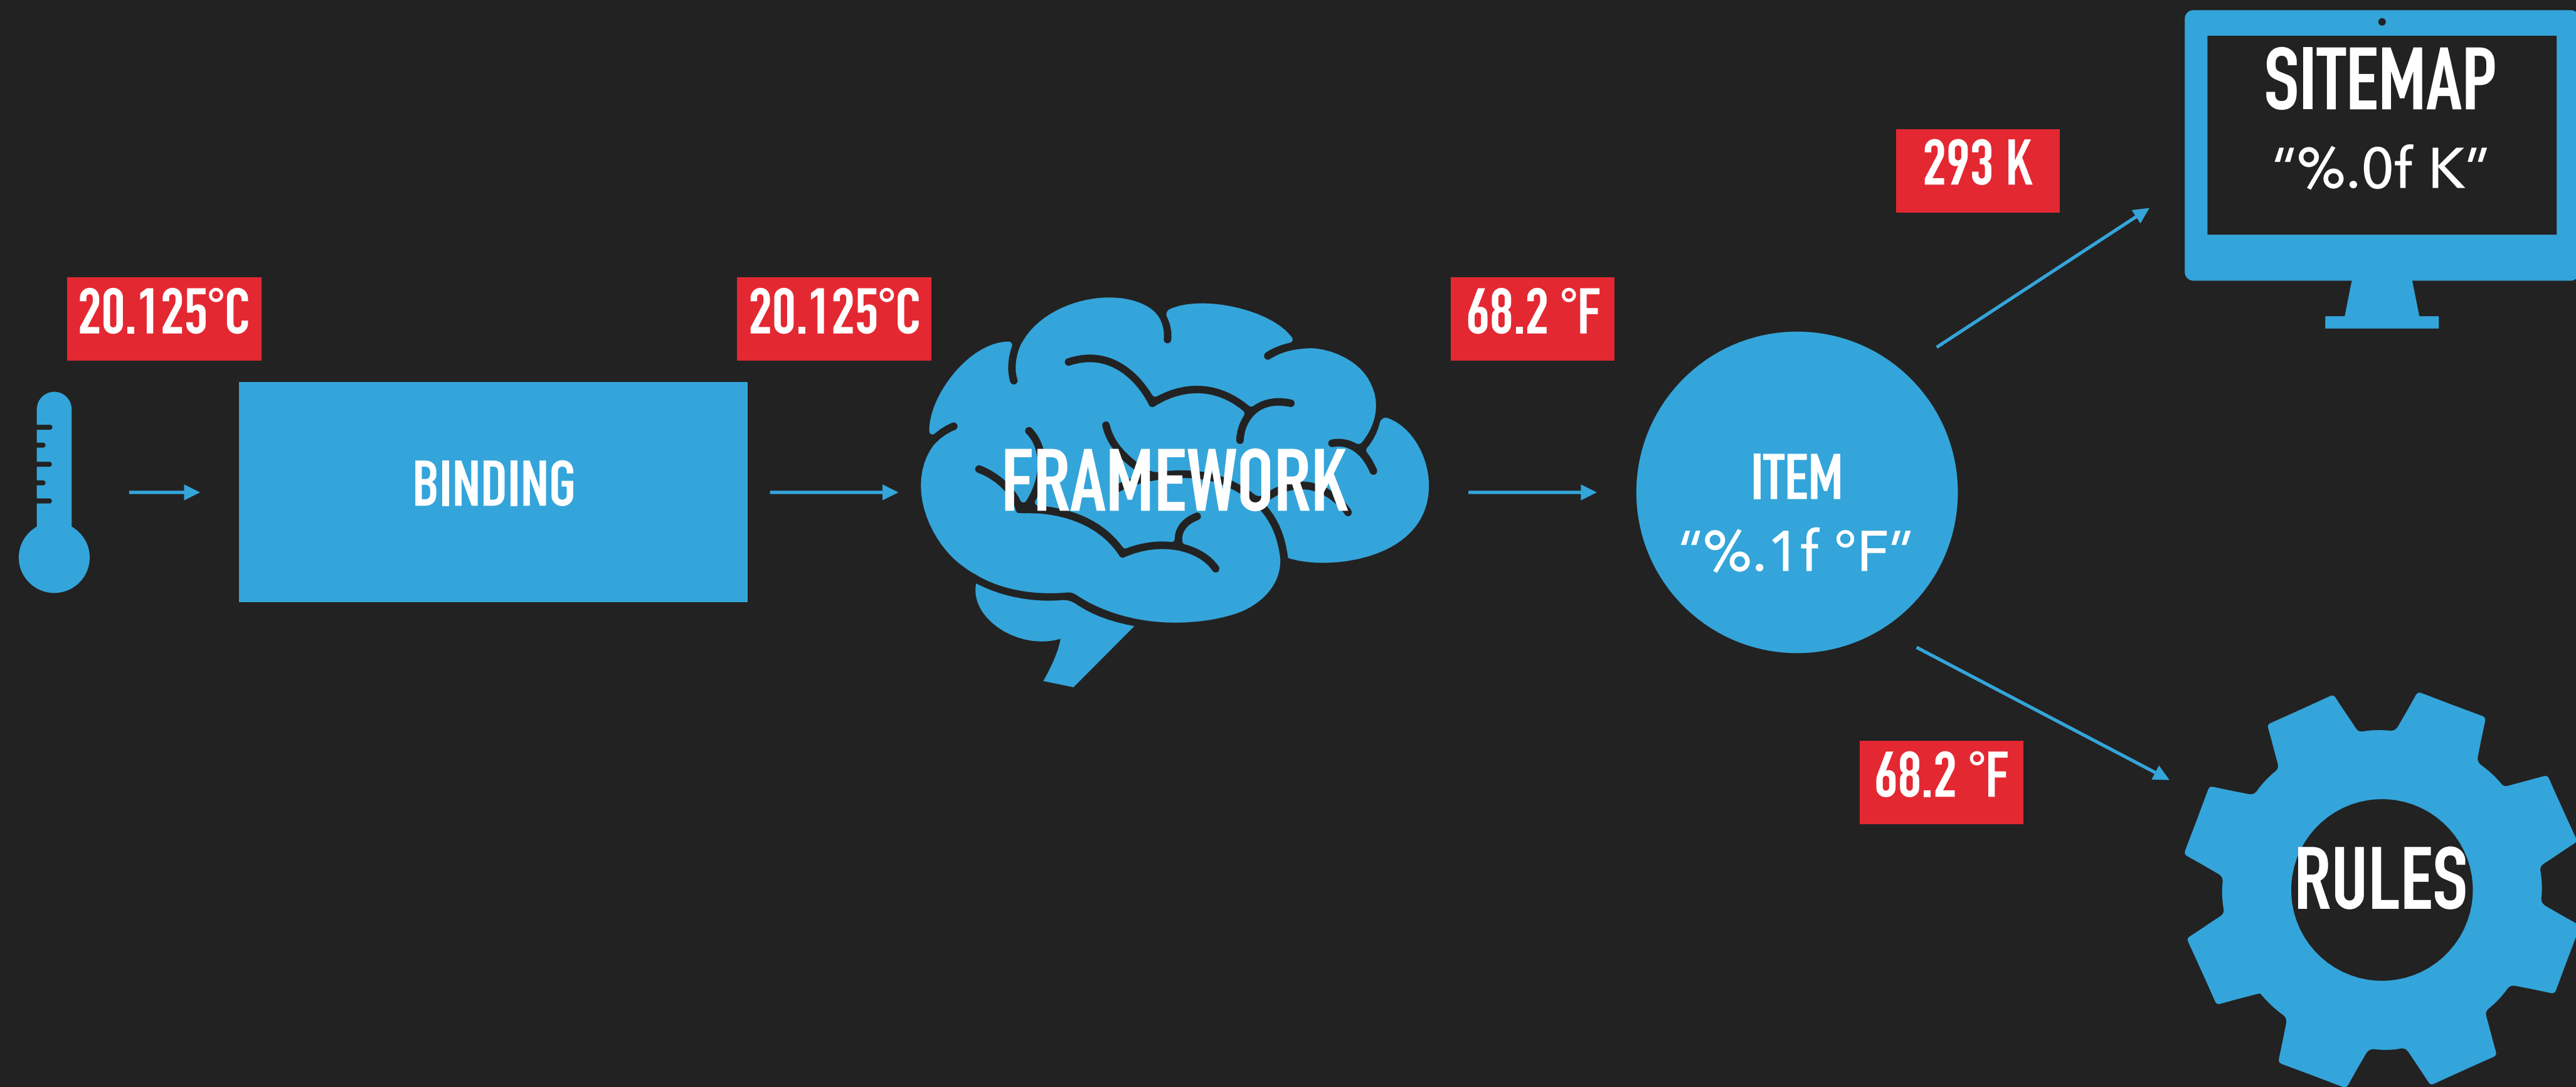 20.125°C
BINDING
20.125°C
FRAMEWORK
68.2 °F
ITEM
"%.1f °F"
293 K
SITEMAP
"%.0f K"
68.2 °F
RULES